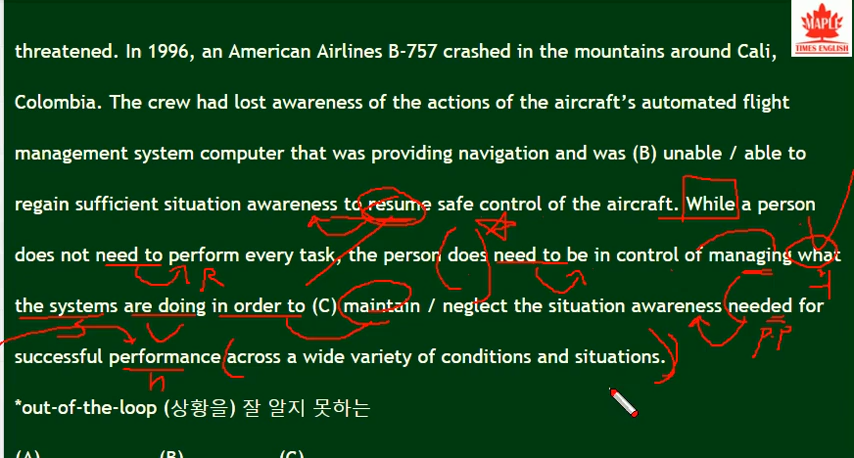 MAPLE
TIMES ENGLISH
threatened. In 1996, an American Airlines B-757 crashed in the mountains around Cali,
Colombia. The crew had lost awareness of the actions of the aircraft's automated flight
management system computer that was providing navigation and was (B) unable / able to
regain sufficient situation awareness to resume safe control of the aircraft. While a person
does not need to perform every task, the person does need to be in control of managing what
R
the systems are doing in order to (C) maintain / neglect the situation awareness needed for
P.P
successful performance across a wide variety of conditions and situations.
n
*out-of-the-loop (상황을) 잘 알지 못하는
(A) (B) (C)